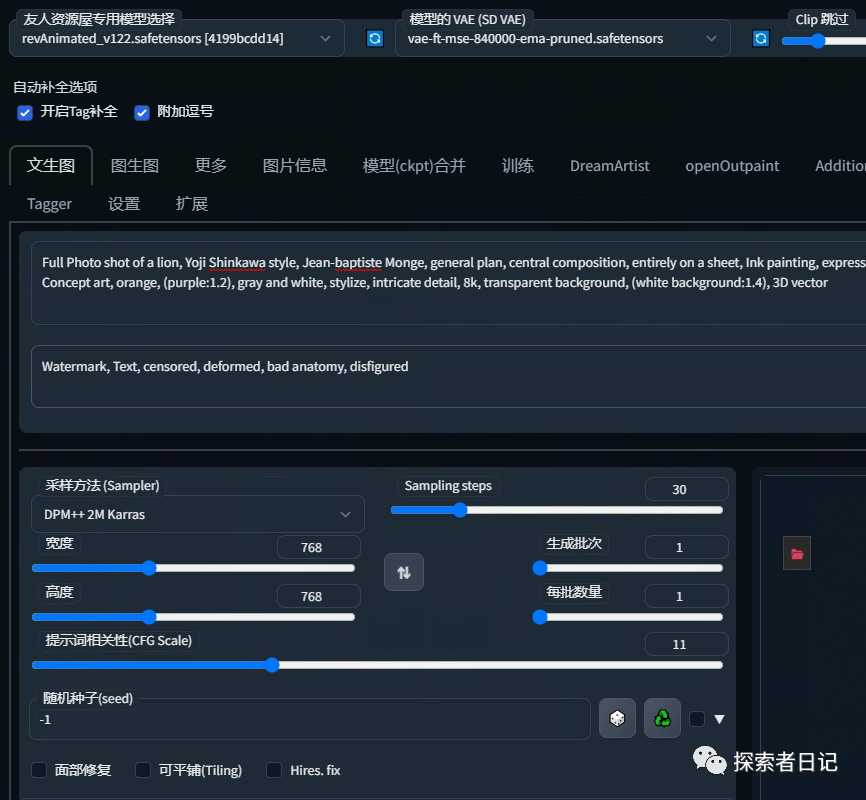 友人资源屋专用模型选择
模型的 VAE (SD VAE)
Clip 跳过
revAnimated_v122.safetensors [4199bcdd14]
vae-ft-mse-840000-ema-pruned.safetensors
自动补全选项
开启Tag补全
附加逗号
文生图
图生图
更多
图片信息
模型(ckpt)合并
训练
DreamArtist
openOutpaint
Additio
Tagger
设置
扩展
Full Photo shot of a lion, Yoji Shinkawa style, Jean-baptiste Monge, general plan, central composition, entirely on a sheet, Ink painting, express
Concept art, orange, (purple:1.2), gray and white, stylize, intricate detail, 8k, transparent background, (white background:1.4), 3D vector
Watermark, Text, censored, deformed, bad anatomy, disfigured
采样方法 (Sampler)
Sampling steps
30
DPM++ 2M Karras
宽度
768
生成批次
1
高度
768
每批数量
1
提示词相关性(CFG Scale)
11
随机种子(seed)
-1
面部修复
可平铺(Tiling)
Hires. fix
探索者日记